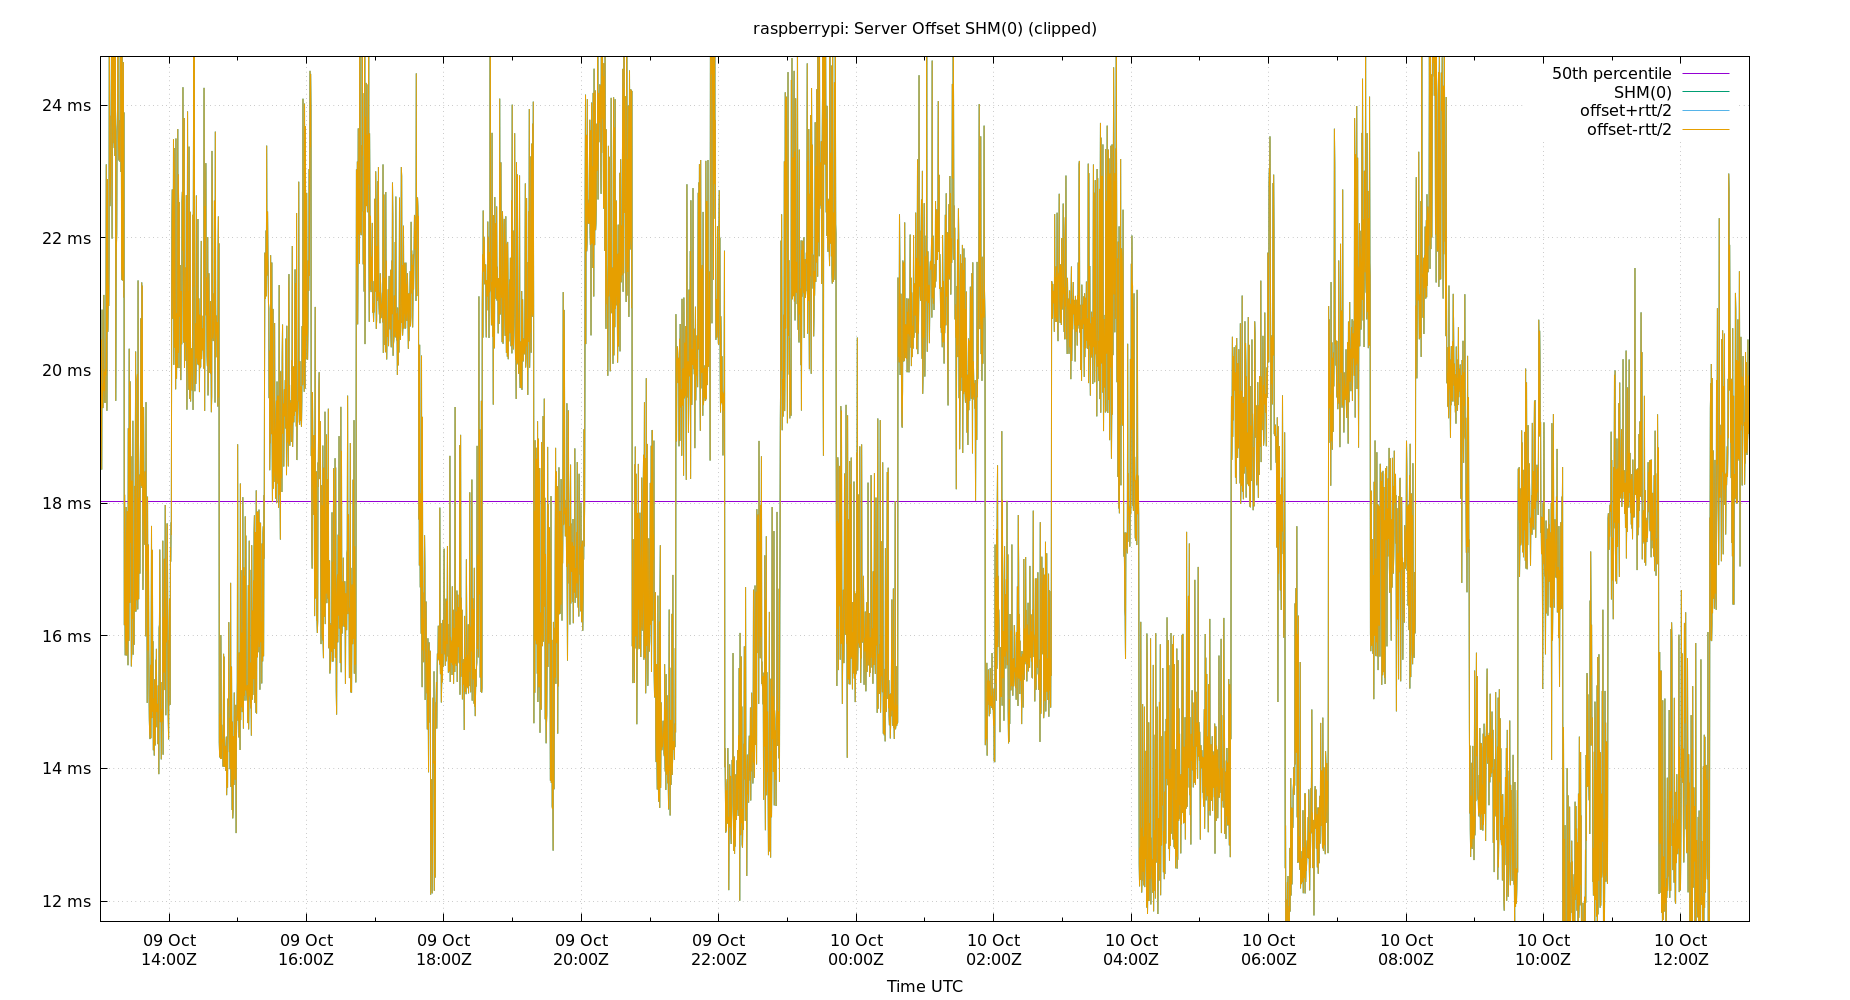 raspberrypi: Server Offset SHM(0) (clipped)
50th percentile
SHM(0)
offset+rtt/2
offset-rtt/2
24 ms
22 ms
20 ms
18 ms
16 ms
14 ms
12 ms
09 Oct 09 Oct 09 Oct 09 Oct 09 Oct 10 Oct 10 Oct 10 Oct 10 Oct 10 Oct 10 Oct 10 Oct
14:00Z 16:00Z 18:00Z 20:00Z 22:00Z 00:00Z 02:00Z 04:00Z 06:00Z 08:00Z 10:00Z 12:00Z
Time UTC